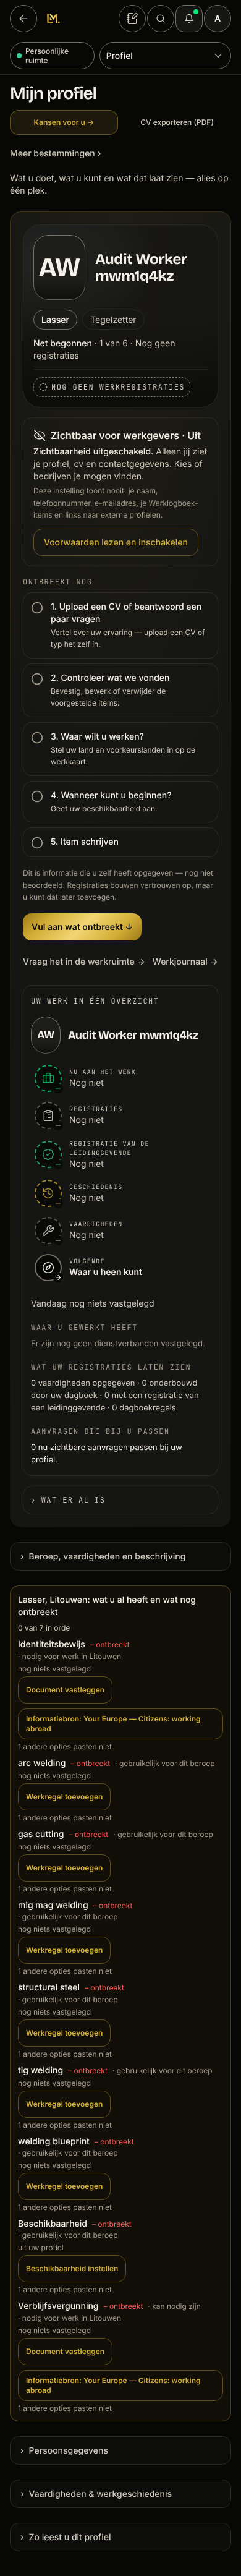 LM.
A
Persoonlijke
ruimte
Profiel
Mijn profiel
Kansen voor u →
CV exporteren (PDF)
Meer bestemmingen ›
Wat u doet, wat u kunt en wat dat laat zien — alles op
één plek.
AW
Audit Worker
mwm1q4kz
Lasser
Tegelzetter
Net begonnen · 1 van 6 · Nog geen
registraties
NOG GEEN WERKREGISTRATIES
Zichtbaar voor werkgevers · Uit
Zichtbaarheid uitgeschakeld. Alleen jij ziet
je profiel, cv en contactgegevens. Kies of
bedrijven je mogen vinden.
Deze instelling toont nooit: je naam,
telefoonnummer, e-mailadres, je Werklogboek-
items en links naar externe profielen.
Voorwaarden lezen en inschakelen
ONTBREEKT NOG
1. Upload een CV of beantwoord een
paar vragen
Vertel over uw ervaring — upload een CV of
typ het zelf in.
2. Controleer wat we vonden
Bevestig, bewerk of verwijder de
voorgestelde items.
3. Waar wilt u werken?
Stel uw land en voorkeurslanden in op de
werkkaart.
4. Wanneer kunt u beginnen?
Geef uw beschikbaarheid aan.
5. Item schrijven
Dit is informatie die u zelf heeft opgegeven — nog niet
beoordeeld. Registraties bouwen vertrouwen op, maar
u kunt dat later toevoegen.
Vul aan wat ontbreekt ↓
Vraag het in de werkruimte →
Werkjournaal →
UW WERK IN ÉÉN OVERZICHT
AW
Audit Worker mwm1q4kz
NU AAN HET WERK
Nog niet
REGISTRATIES
Nog niet
REGISTRATIE VAN DE
LEIDINGGEVENDE
Nog niet
GESCHIEDENIS
Nog niet
VAARDIGHEDEN
Nog niet
VOLGENDE
Waar u heen kunt
Vandaag nog niets vastgelegd
WAAR U GEWERKT HEEFT
Er zijn nog geen dienstverbanden vastgelegd.
WAT UW REGISTRATIES LATEN ZIEN
0 vaardigheden opgegeven · 0 onderbouwd
door uw dagboek · 0 met een registratie van
een leidinggevende · 0 dagboekregels.
AANVRAGEN DIE BIJ U PASSEN
0 nu zichtbare aanvragen passen bij uw
profiel.
› WAT ER AL IS
› Beroep, vaardigheden en beschrijving
Lasser, Litouwen: wat u al heeft en wat nog
ontbreekt
0 van 7 in orde
Identiteitsbewijs – ontbreekt
· nodig voor werk in Litouwen
nog niets vastgelegd
Document vastleggen
Informatiebron: Your Europe — Citizens: working
abroad
1 andere opties pasten niet
arc welding – ontbreekt · gebruikelijk voor dit beroep
nog niets vastgelegd
Werkregel toevoegen
1 andere opties pasten niet
gas cutting – ontbreekt · gebruikelijk voor dit beroep
nog niets vastgelegd
Werkregel toevoegen
1 andere opties pasten niet
mig mag welding – ontbreekt
· gebruikelijk voor dit beroep
nog niets vastgelegd
Werkregel toevoegen
1 andere opties pasten niet
structural steel – ontbreekt
· gebruikelijk voor dit beroep
nog niets vastgelegd
Werkregel toevoegen
1 andere opties pasten niet
tig welding – ontbreekt · gebruikelijk voor dit beroep
nog niets vastgelegd
Werkregel toevoegen
1 andere opties pasten niet
welding blueprint – ontbreekt
· gebruikelijk voor dit beroep
nog niets vastgelegd
Werkregel toevoegen
1 andere opties pasten niet
Beschikbaarheid – ontbreekt
· gebruikelijk voor dit beroep
uit uw profiel
Beschikbaarheid instellen
1 andere opties pasten niet
Verblijfsvergunning – ontbreekt · kan nodig zijn
· nodig voor werk in Litouwen
nog niets vastgelegd
Document vastleggen
Informatiebron: Your Europe — Citizens: working
abroad
1 andere opties pasten niet
› Persoonsgegevens
› Vaardigheden & werkgeschiedenis
› Zo leest u dit profiel